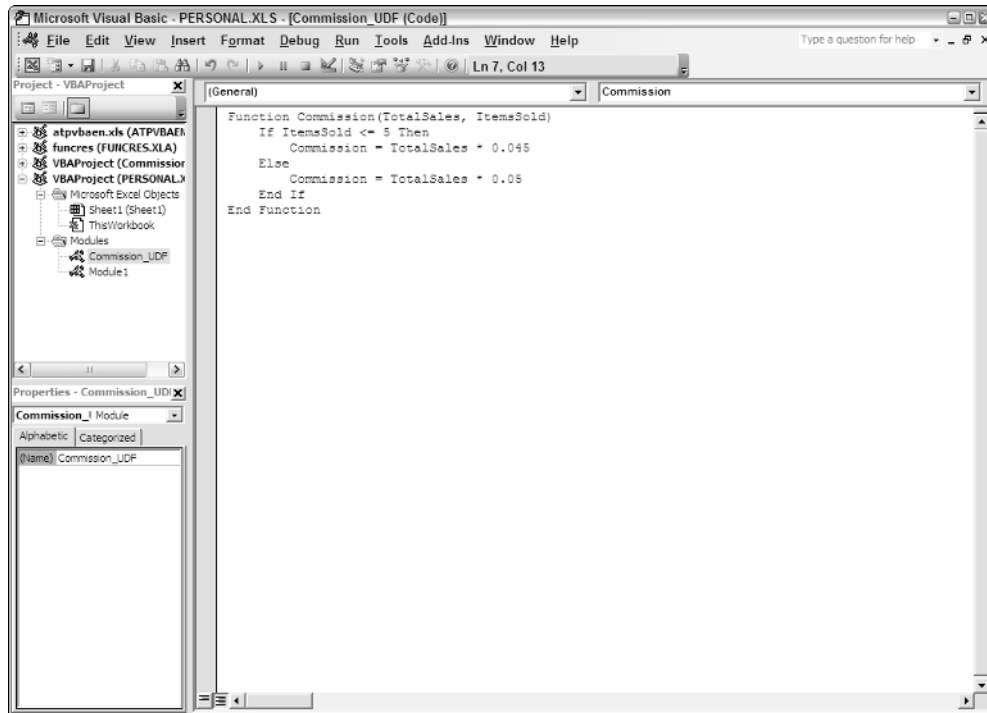 Microsoft Visual Basic - PERSONAL.XLS - [Commission_UDF (Code)]
File Edit View Insert Format Debug Run Tools Add-Ins Window Help
Type a question for help
Ln 7, Col 13
Project - VBAProject
(General)
Commission
atpvbaen.xls (ATPVBAEN
funcres (FUNCRES.XLA)
VBAProject (Commission
VBAProject (PERSONAL.X
Microsoft Excel Objects
Sheet1 (Sheet1)
ThisWorkbook
Modules
Commission_UDF
Module1
Function Commission(TotalSales, ItemsSold)
If ItemsSold <= 5 Then
Commission = TotalSales * 0.045
Else
Commission = TotalSales * 0.05
End If
End Function
Properties - Commission_UD
Commission_ Module
Alphabetic Categorized
(Name) Commission_UDF